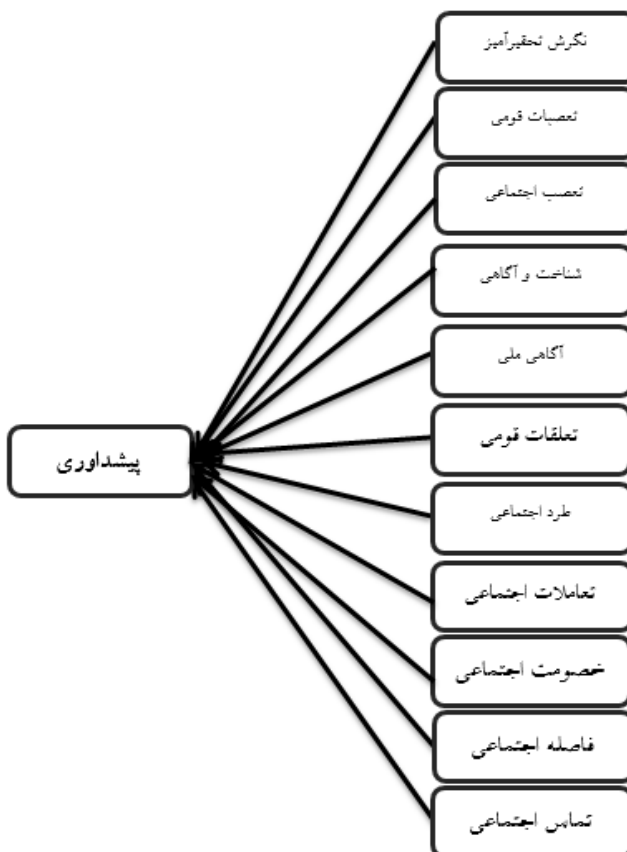 نگرش تحقیرآمیز
تعصبات قومی
تعصب اجتماعی
شناخت و آگاهی
آگاهی ملی
تعلقات قومی
پیشداوری
طرد اجتماعی
تعاملات اجتماعی
خصومت اجتماعی
فاصله اجتماعی
تماس اجتماعی